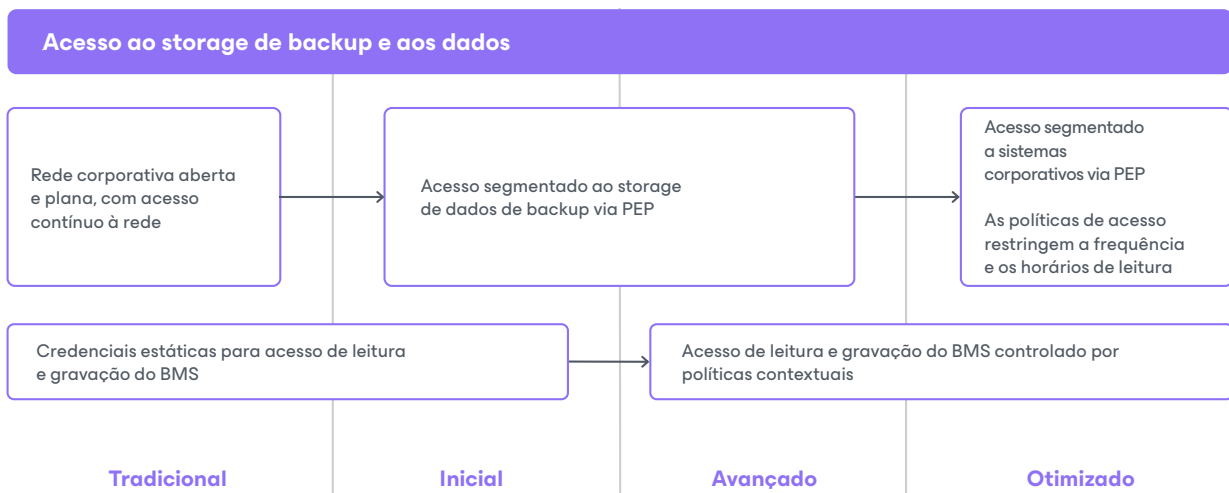 Acesso ao storage de backup e aos dados
Rede corporativa aberta
e plana, com acesso
contínuo à rede
Acesso segmentado ao storage
de dados de backup via PEP
Acesso segmentado
a sistemas
corporativos via PEP
As políticas de acesso
restringem a frequência
e os horários de leitura
Credenciais estáticas para acesso de leitura
e gravação do BMS
Acesso de leitura e gravação do BMS controlado por
políticas contextuais
Tradicional
Inicial
Avançado
Otimizado